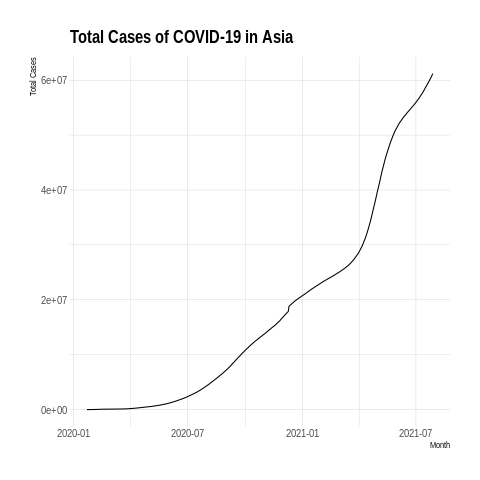 Total Cases of COVID-19 in Asia
Total Cases
6e+07
4e+07
2e+07
0e+00
2020-01 2020-07 2021-01 2021-07
Month